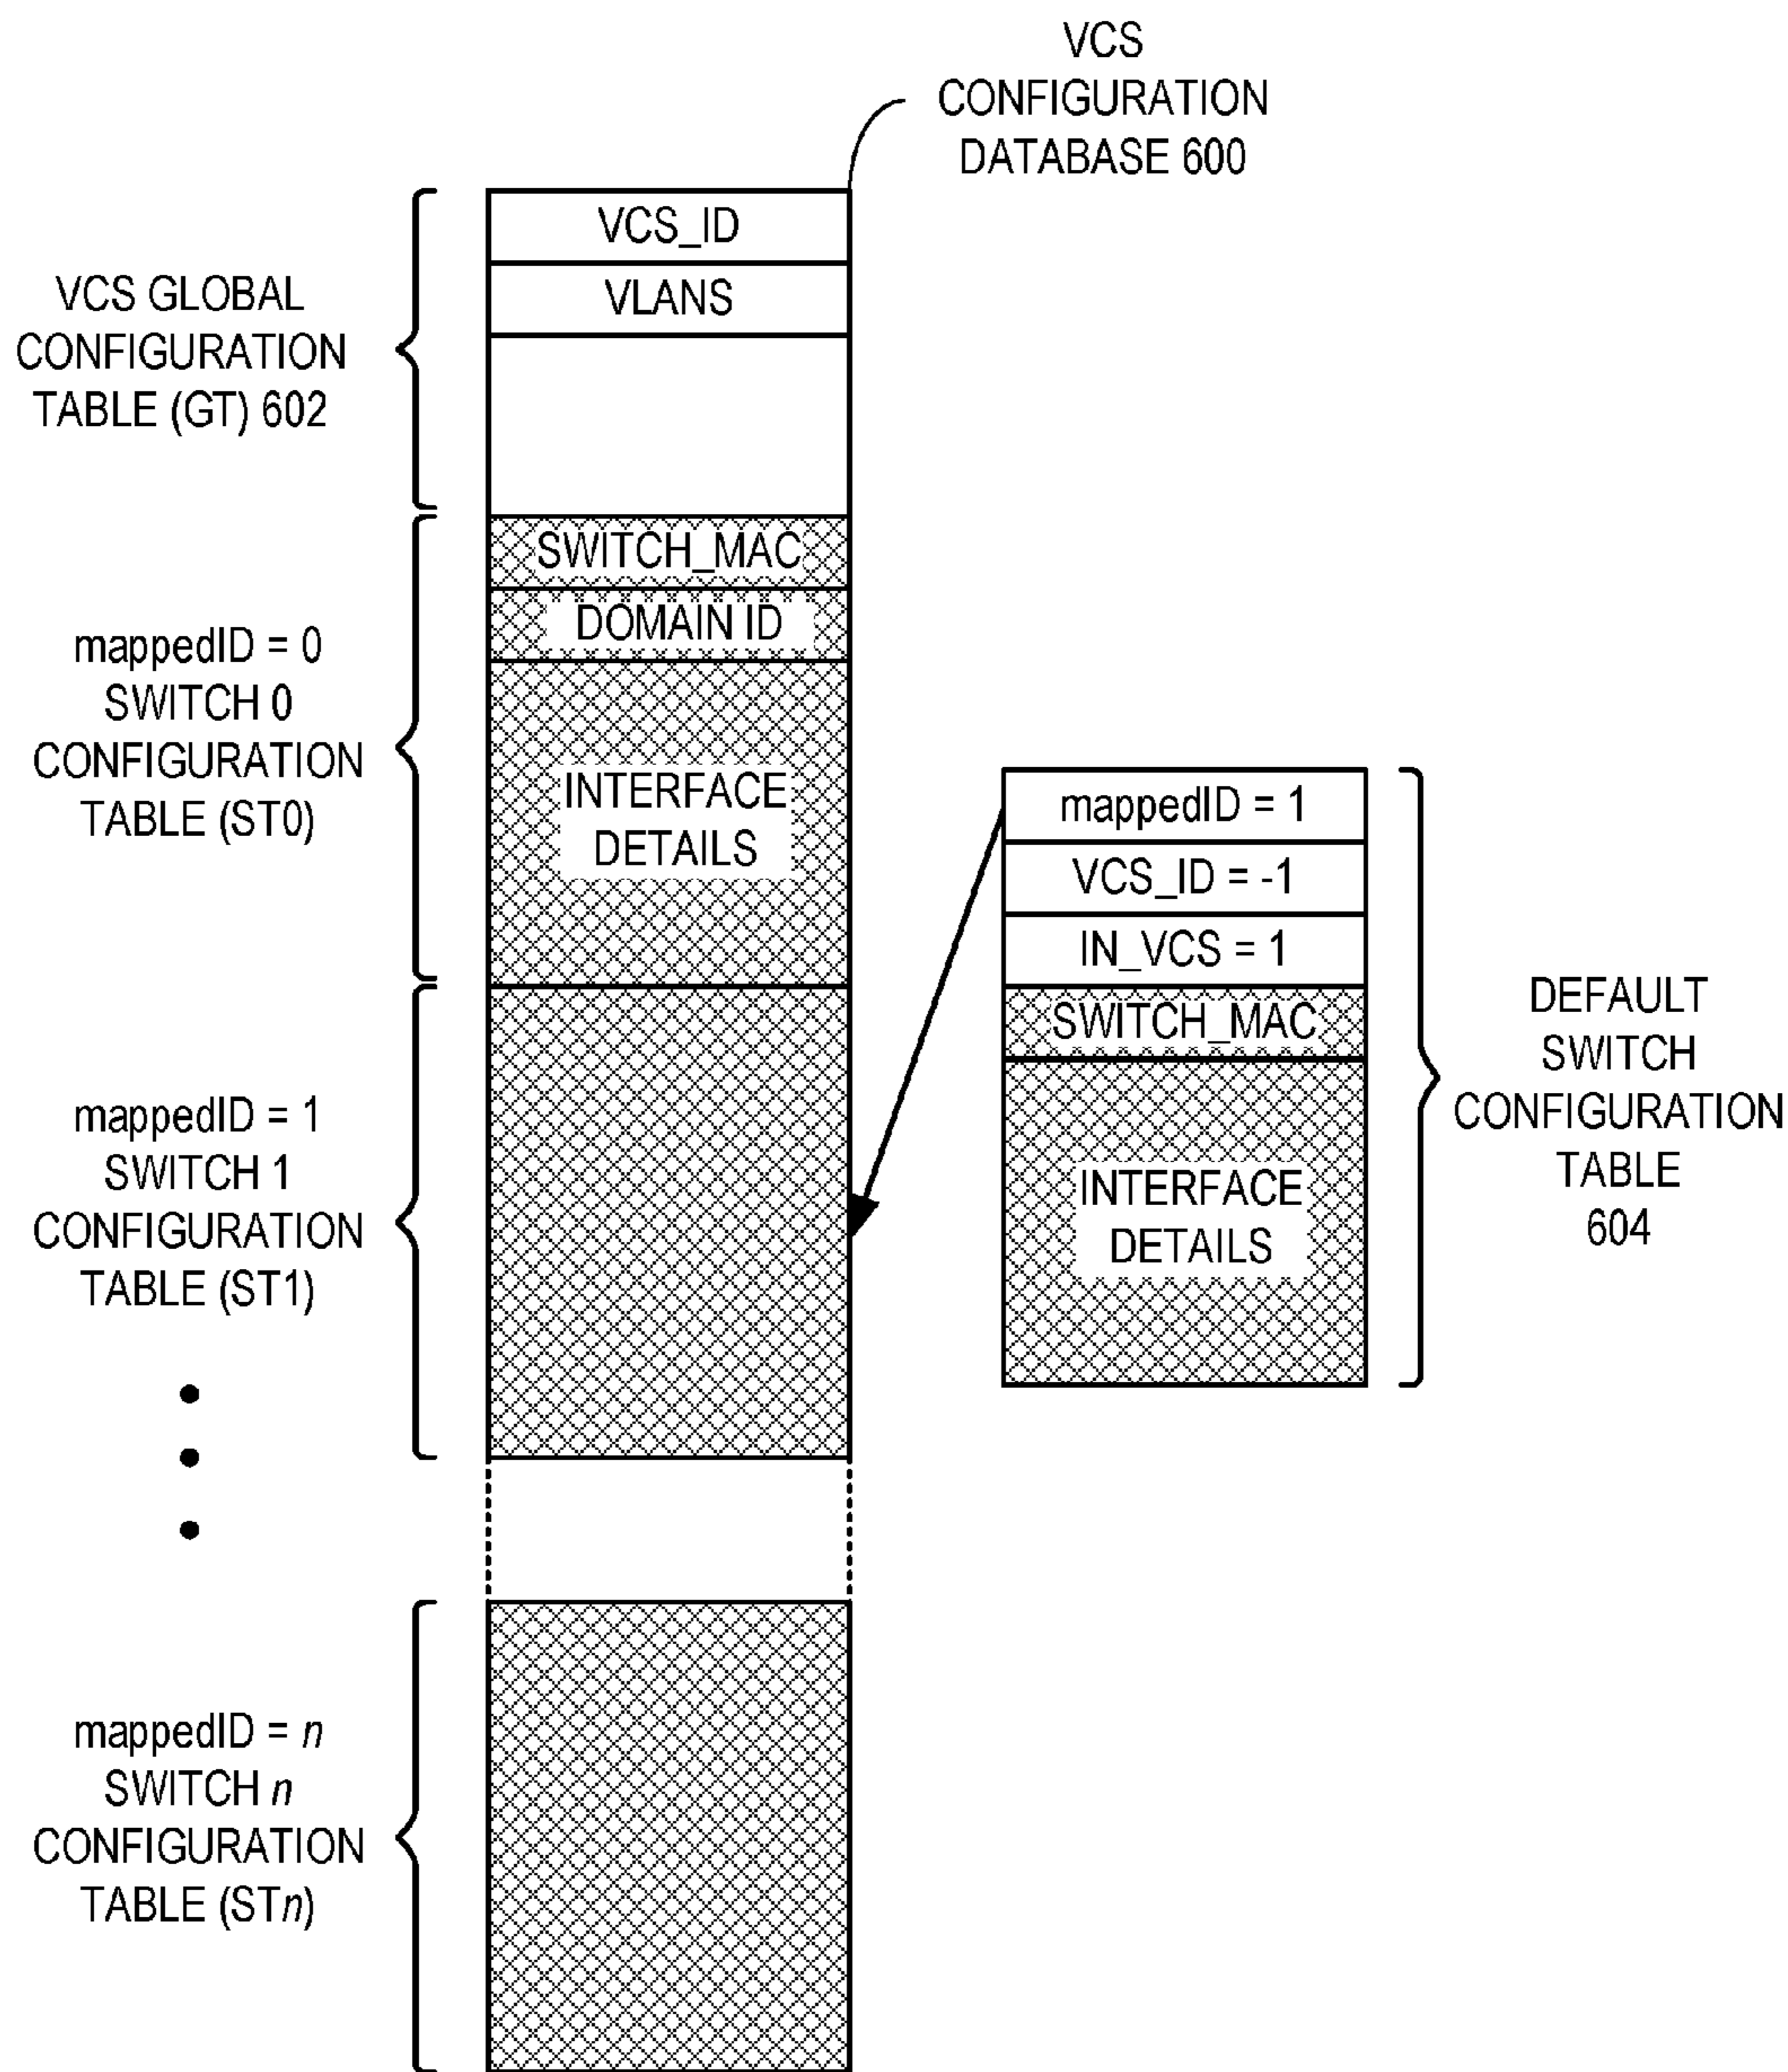 VCS
CONFIGURATION
DATABASE 600
VCS GLOBAL
CONFIGURATION
TABLE (GT) 602
VCS_ID
VLANS
mappedID = 0
SWITCH 0
CONFIGURATION
TABLE (ST0)
SWITCH_MAC
DOMAIN ID
INTERFACE
DETAILS
mappedID = 1
SWITCH 1
CONFIGURATION
TABLE (ST1)
mappedID = 1
VCS_ID = -1
IN_VCS = 1
SWITCH_MAC
INTERFACE
DETAILS
DEFAULT
SWITCH
CONFIGURATION
TABLE
604
mappedID = n
SWITCH n
CONFIGURATION
TABLE (STn)